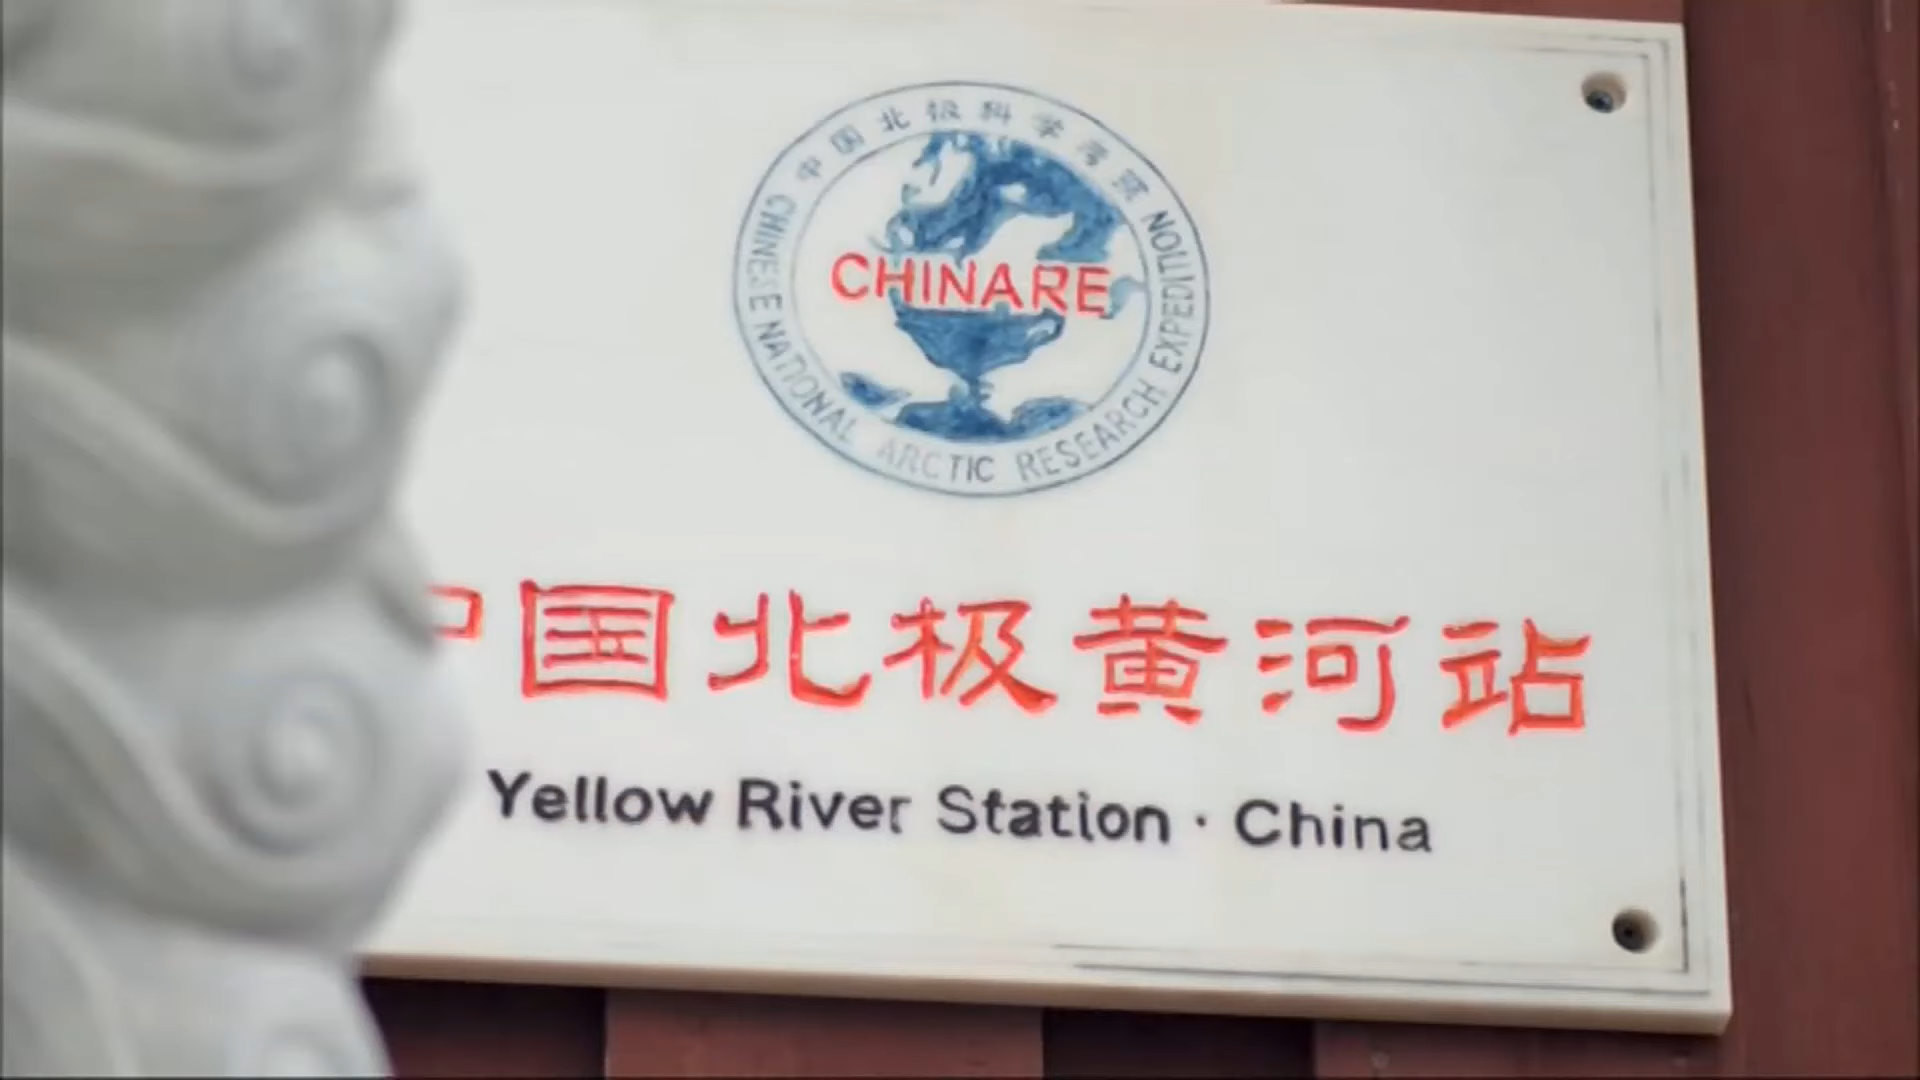 中国北极科学考察
CHINESE NATIONAL ARCTIC RESEARCH EXPEDITION
CHINARE
中国北极黄河站
Yellow River Station · China